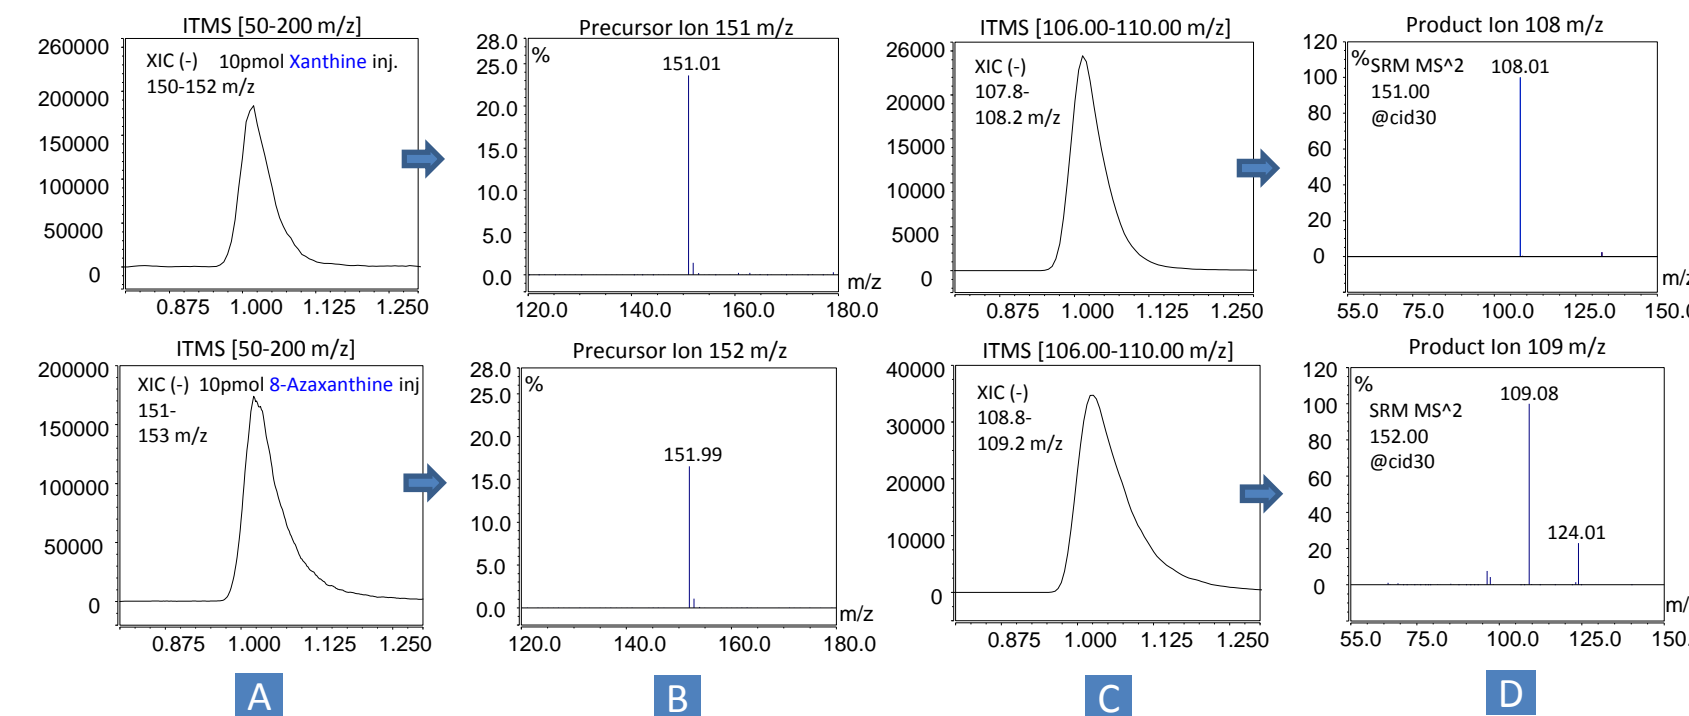 ITMS [50-200 m/z]
260000
200000
150000
100000
50000
0
XIC (-) 10pmol Xanthine inj.
150-152 m/z
0.875 1.000 1.125 1.250
Precursor Ion 151 m/z
28.0
25.0
20.0
15.0
10.0
5.0
0.0
%
151.01
m/z
120.0 140.0 160.0 180.0
ITMS [106.00-110.00 m/z]
26000
20000
15000
10000
5000
0
XIC (-)
107.8-
108.2 m/z
0.875 1.000 1.125 1.250
Product Ion 108 m/z
120
100
80
60
40
20
0
% SRM MS^2
151.00
@cid30
108.01
m/z
55.0 75.0 100.0 125.0 150.0
ITMS [50-200 m/z]
200000
150000
100000
50000
0
XIC (-) 10pmol 8-Azaxanthine inj
151-
153 m/z
0.875 1.000 1.125 1.250
Precursor Ion 152 m/z
28.0
25.0
20.0
15.0
10.0
5.0
0.0
%
151.99
m/z
120.0 140.0 160.0 180.0
ITMS [106.00-110.00 m/z]
40000
30000
20000
10000
0
XIC (-)
108.8-
109.2 m/z
0.875 1.000 1.125 1.250
Product Ion 109 m/z
120
100
80
60
40
20
0
%
SRM MS^2
152.00
@cid30
109.08
124.01
m/
55.0 75.0 100.0 125.0 150.
A B C D